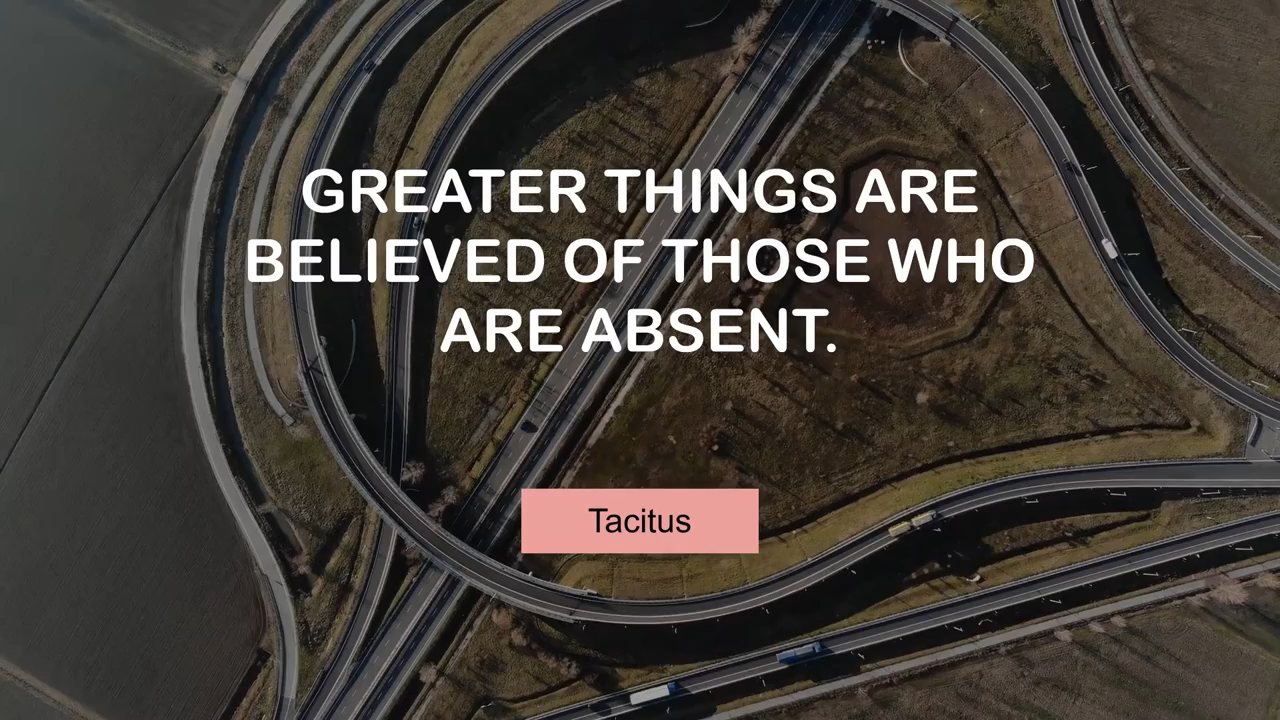 GREATER THINGS ARE
BELIEVED OF THOSE WHO
ARE ABSENT.
Tacitus